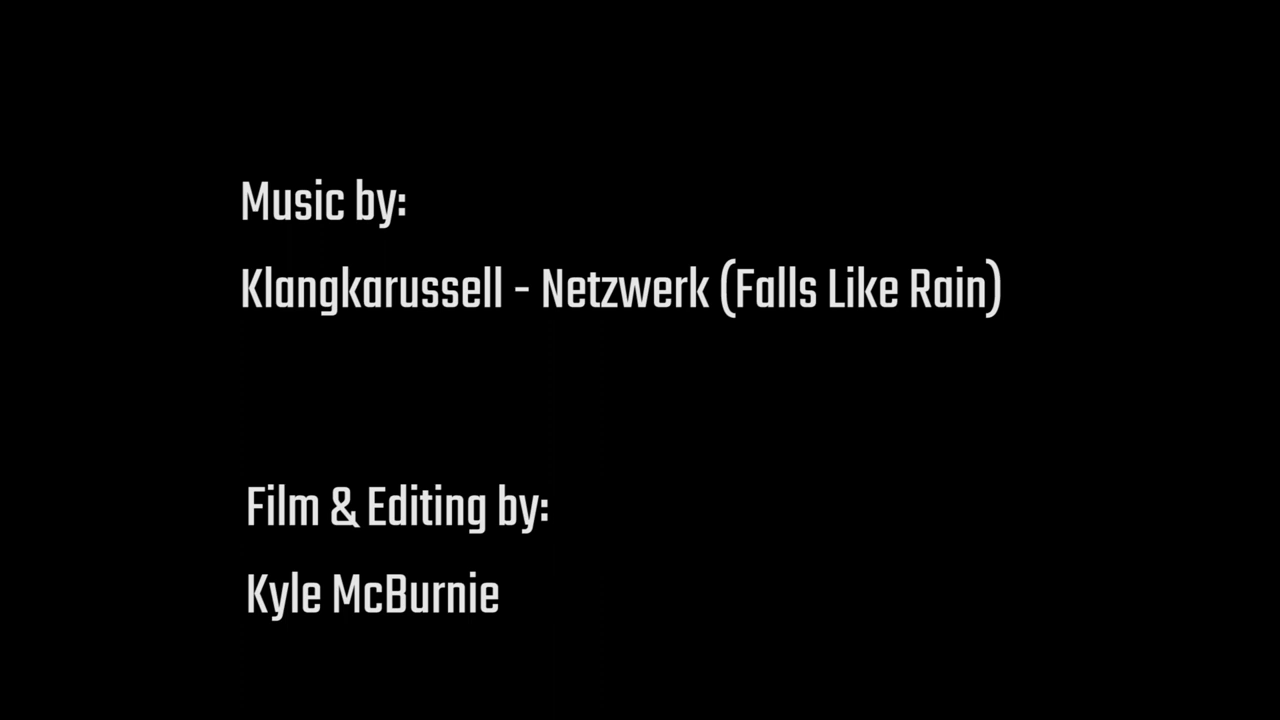 Music by:
Klangkarussell - Netzwerk (Falls Like Rain)
Film & Editing by:
Kyle McBurnie